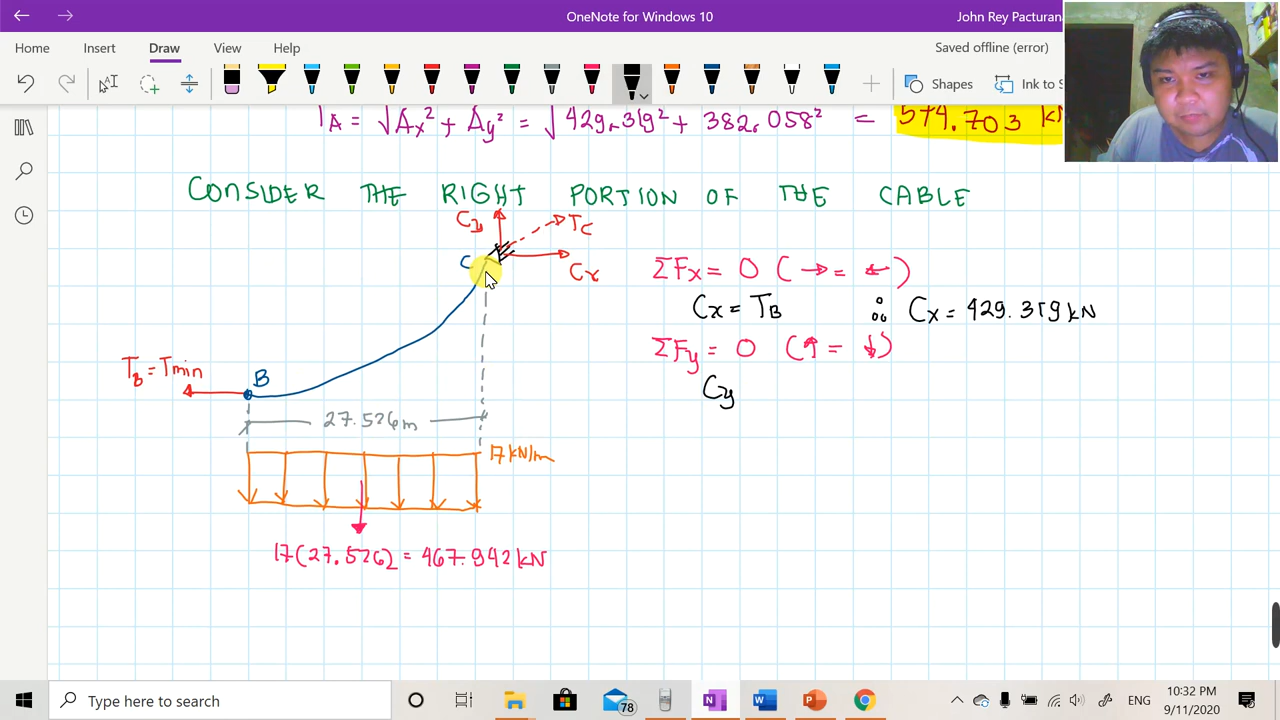 OneNote for Windows 10
John Rey Pacturan
Home Insert Draw View Help
Saved offline (error)
Shapes
Ink to S
TA = √Ax² + Ay² = √429.319² + 382.058² = 574.703 kN
CONSIDER THE RIGHT PORTION OF THE CABLE
Cy
Tc
C
Cx
ΣFx = 0 (→ = ←)
Cx = TB ∴ Cx = 429.319 kN
ΣFy = 0 (↑ = ↓)
Cy
TB = Tmin
B
27.526m
17 kN/m
17(27.526) = 467.942 kN
Type here to search
78
ENG
10:32 PM
9/11/2020